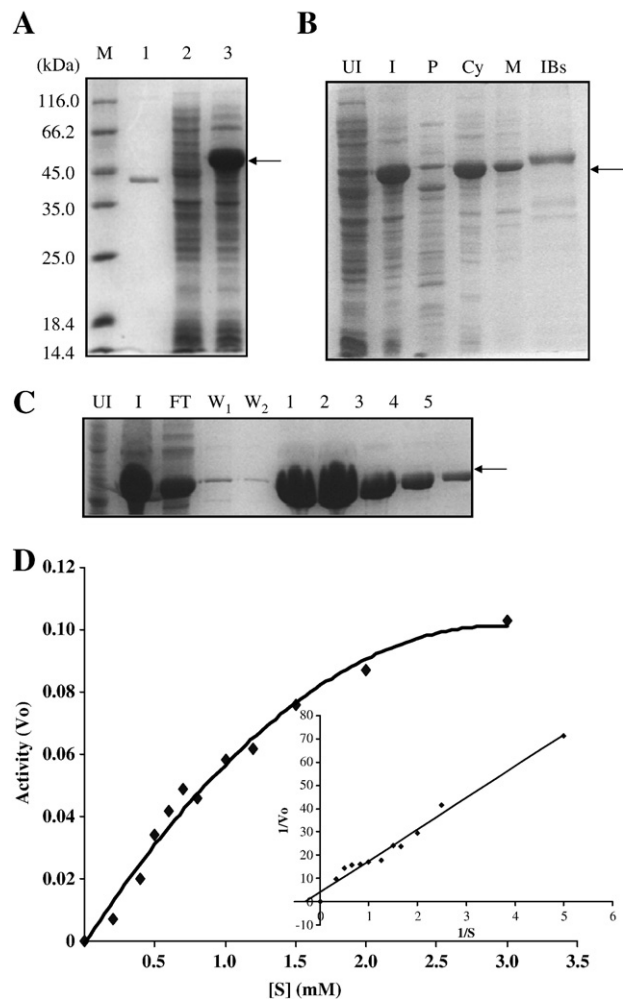 A
M 1 2 3
(kDa)
116.0
66.2
45.0
35.0
25.0
18.4
14.4
B
UI I P Cy M IBs
C
UI I FT W1 W2 1 2 3 4 5
D
0.12
0.10
0.08
0.06
0.04
0.02
0
Activity (Vo)
0.5 1.0 1.5 2.0 2.5 3.0 3.5
[S] (mM)
80
70
60
50
40
30
20
10
0
-10
1/Vo
0 1 2 3 4 5 6
1/S